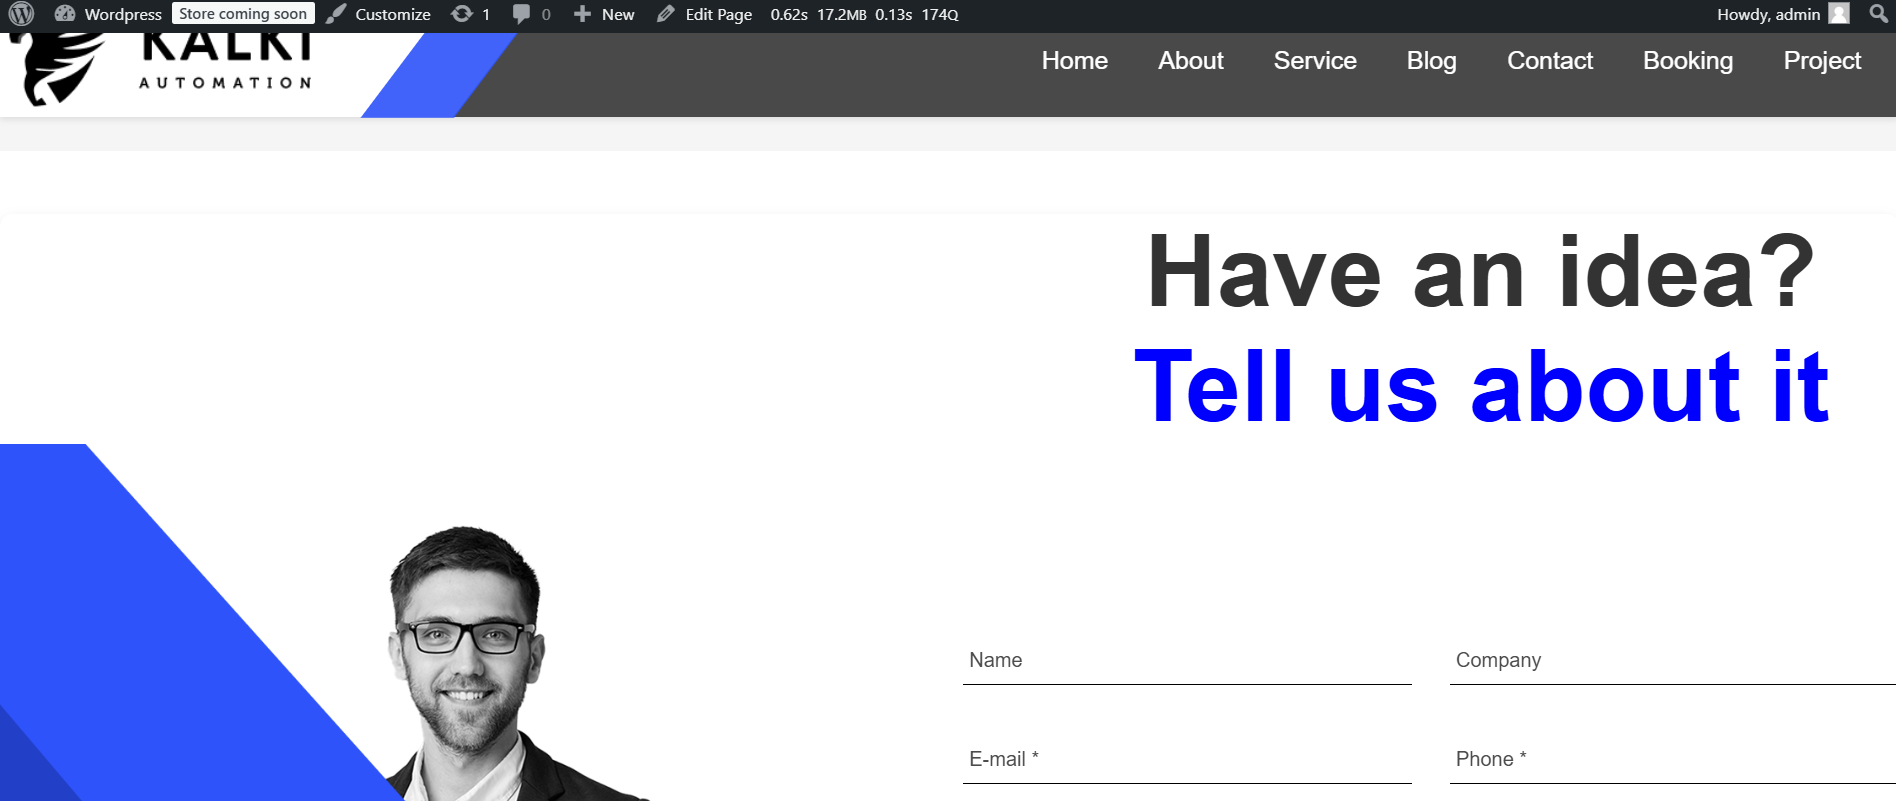 Wordpress Store coming soon Customize 1 0 New Edit Page 0.62s 17.2MB 0.13s 174Q Howdy, admin
KALKI
AUTOMATION
Home About Service Blog Contact Booking Project
Have an idea?
Tell us about it
Name Company
E-mail * Phone *